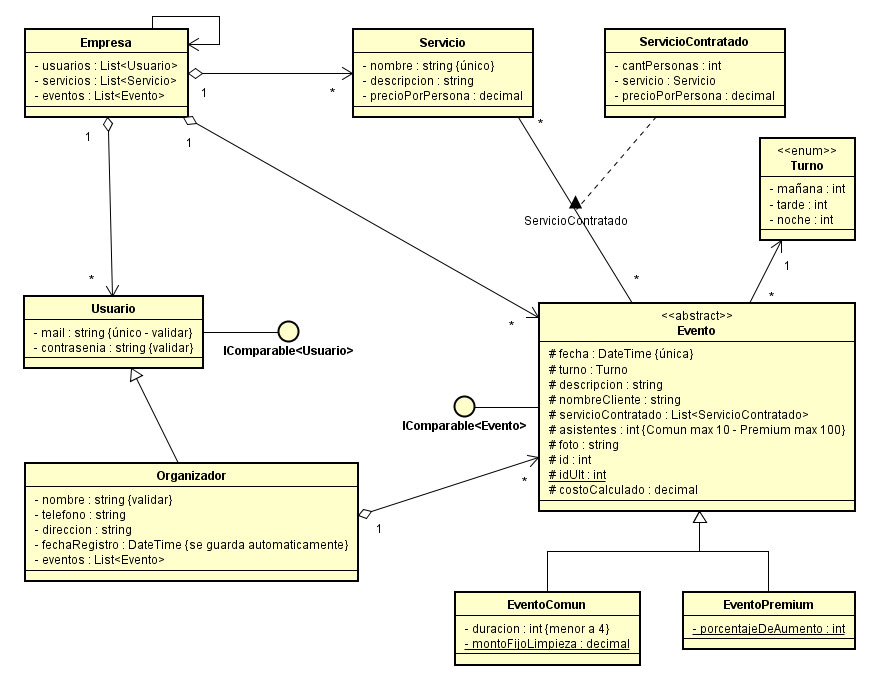 Empresa
- usuarios : List<Usuario>
- servicios : List<Servicio>
- eventos : List<Evento>
1
*
1
1
*
*
Servicio
- nombre : string {único}
- descripcion : string
- precioPorPersona : decimal
*
ServicioContratado
- cantPersonas : int
- servicio : Servicio
- precioPorPersona : decimal
ServicioContratado
*
<<enum>>
Turno
- mañana : int
- tarde : int
- noche : int
1
*
Usuario
- mail : string {único - validar}
- contrasenia : string {validar}
IComparable<Usuario>
<<abstract>>
Evento
# fecha : DateTime {única}
# turno : Turno
# descripcion : string
# nombreCliente : string
# servicioContratado : List<ServicioContratado>
# asistentes : int {Comun max 10 - Premium max 100}
# foto : string
# id : int
# idUlt : int
# costoCalculado : decimal
IComparable<Evento>
Organizador
- nombre : string {validar}
- telefono : string
- direccion : string
- fechaRegistro : DateTime {se guarda automaticamente}
- eventos : List<Evento>
1
*
EventoComun
- duracion : int {menor a 4}
- montoFijoLimpieza : decimal
EventoPremium
- porcentajeDeAumento : int